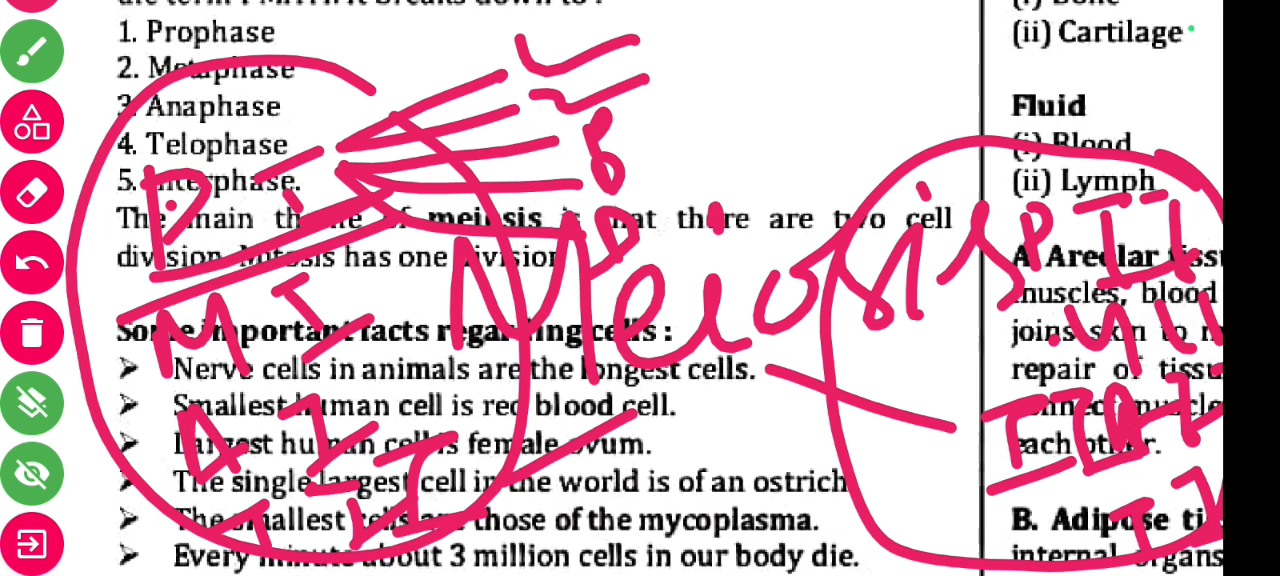 1. Prophase
2. Metaphase
3. Anaphase
4. Telophase
5. Interphase.
The main theme of meiosis is that there are two cell
division. Mitosis has one division
Some important facts regarding cells :
➤ Nerve cells in animals are the longest cells.
➤ Smallest human cell is red blood cell.
➤ Largest human cell is female ovum.
➤ The single largest cell in the world is of an ostrich
➤ The smallest cells are those of the mycoplasma.
➤ Every minute about 3 million cells in our body die.
(ii) Cartilage
Fluid
(i) Blood
(ii) Lymph
A. Areolar
muscles, blood
joins skin to
repair of
each other.
B. Adipose
internal organs
Meiosis
P I
M I
A I
P II
M II